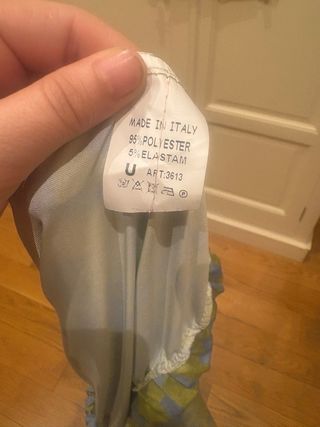 MADE IN ITALY
95%POLYESTER
5%ELASTAM
U ART:3613
P